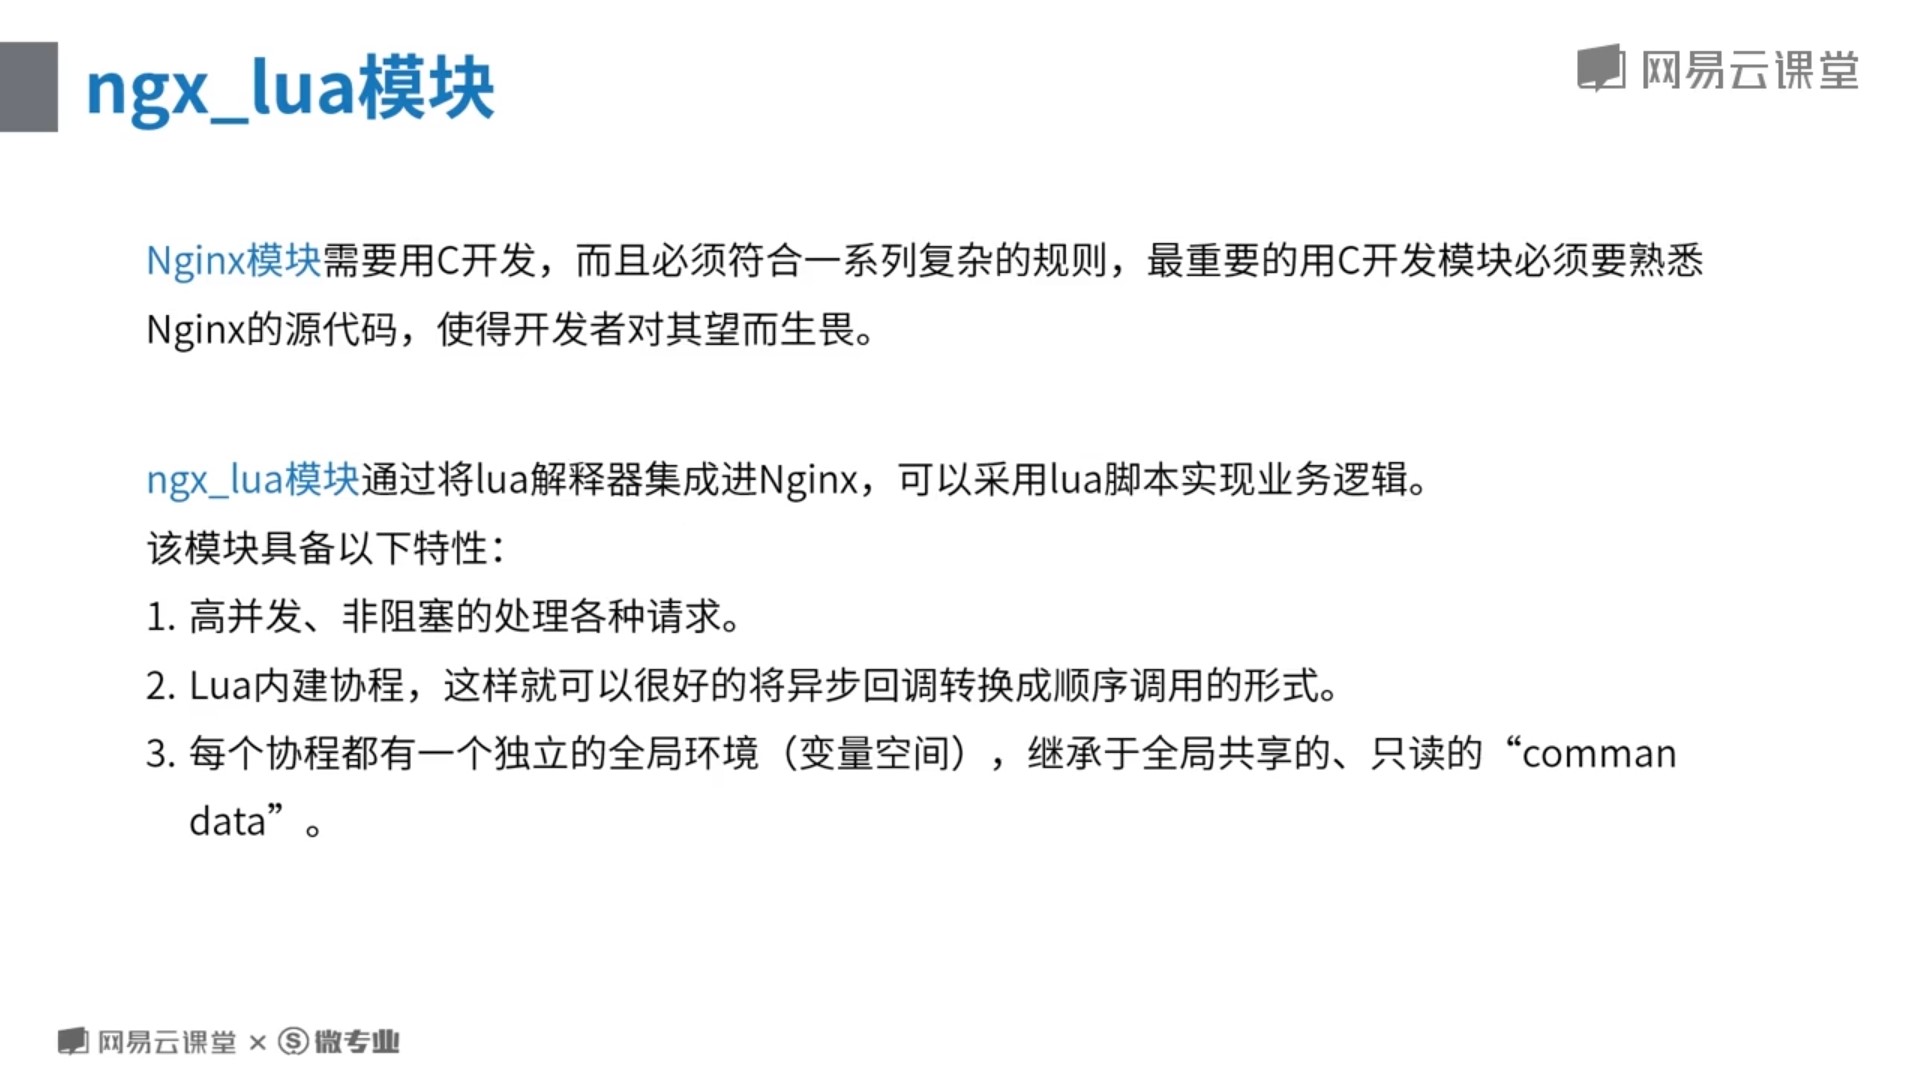 ngx_lua模块
网易云课堂
Nginx模块需要用C开发，而且必须符合一系列复杂的规则，最重要的用C开发模块必须要熟悉
Nginx的源代码，使得开发者对其望而生畏。
ngx_lua模块通过将lua解释器集成进Nginx，可以采用lua脚本实现业务逻辑。
该模块具备以下特性：
1. 高并发、非阻塞的处理各种请求。
2. Lua内建协程，这样就可以很好的将异步回调转换成顺序调用的形式。
3. 每个协程都有一个独立的全局环境（变量空间），继承于全局共享的、只读的“comman
data”。
网易云课堂 × Ⓢ微专业